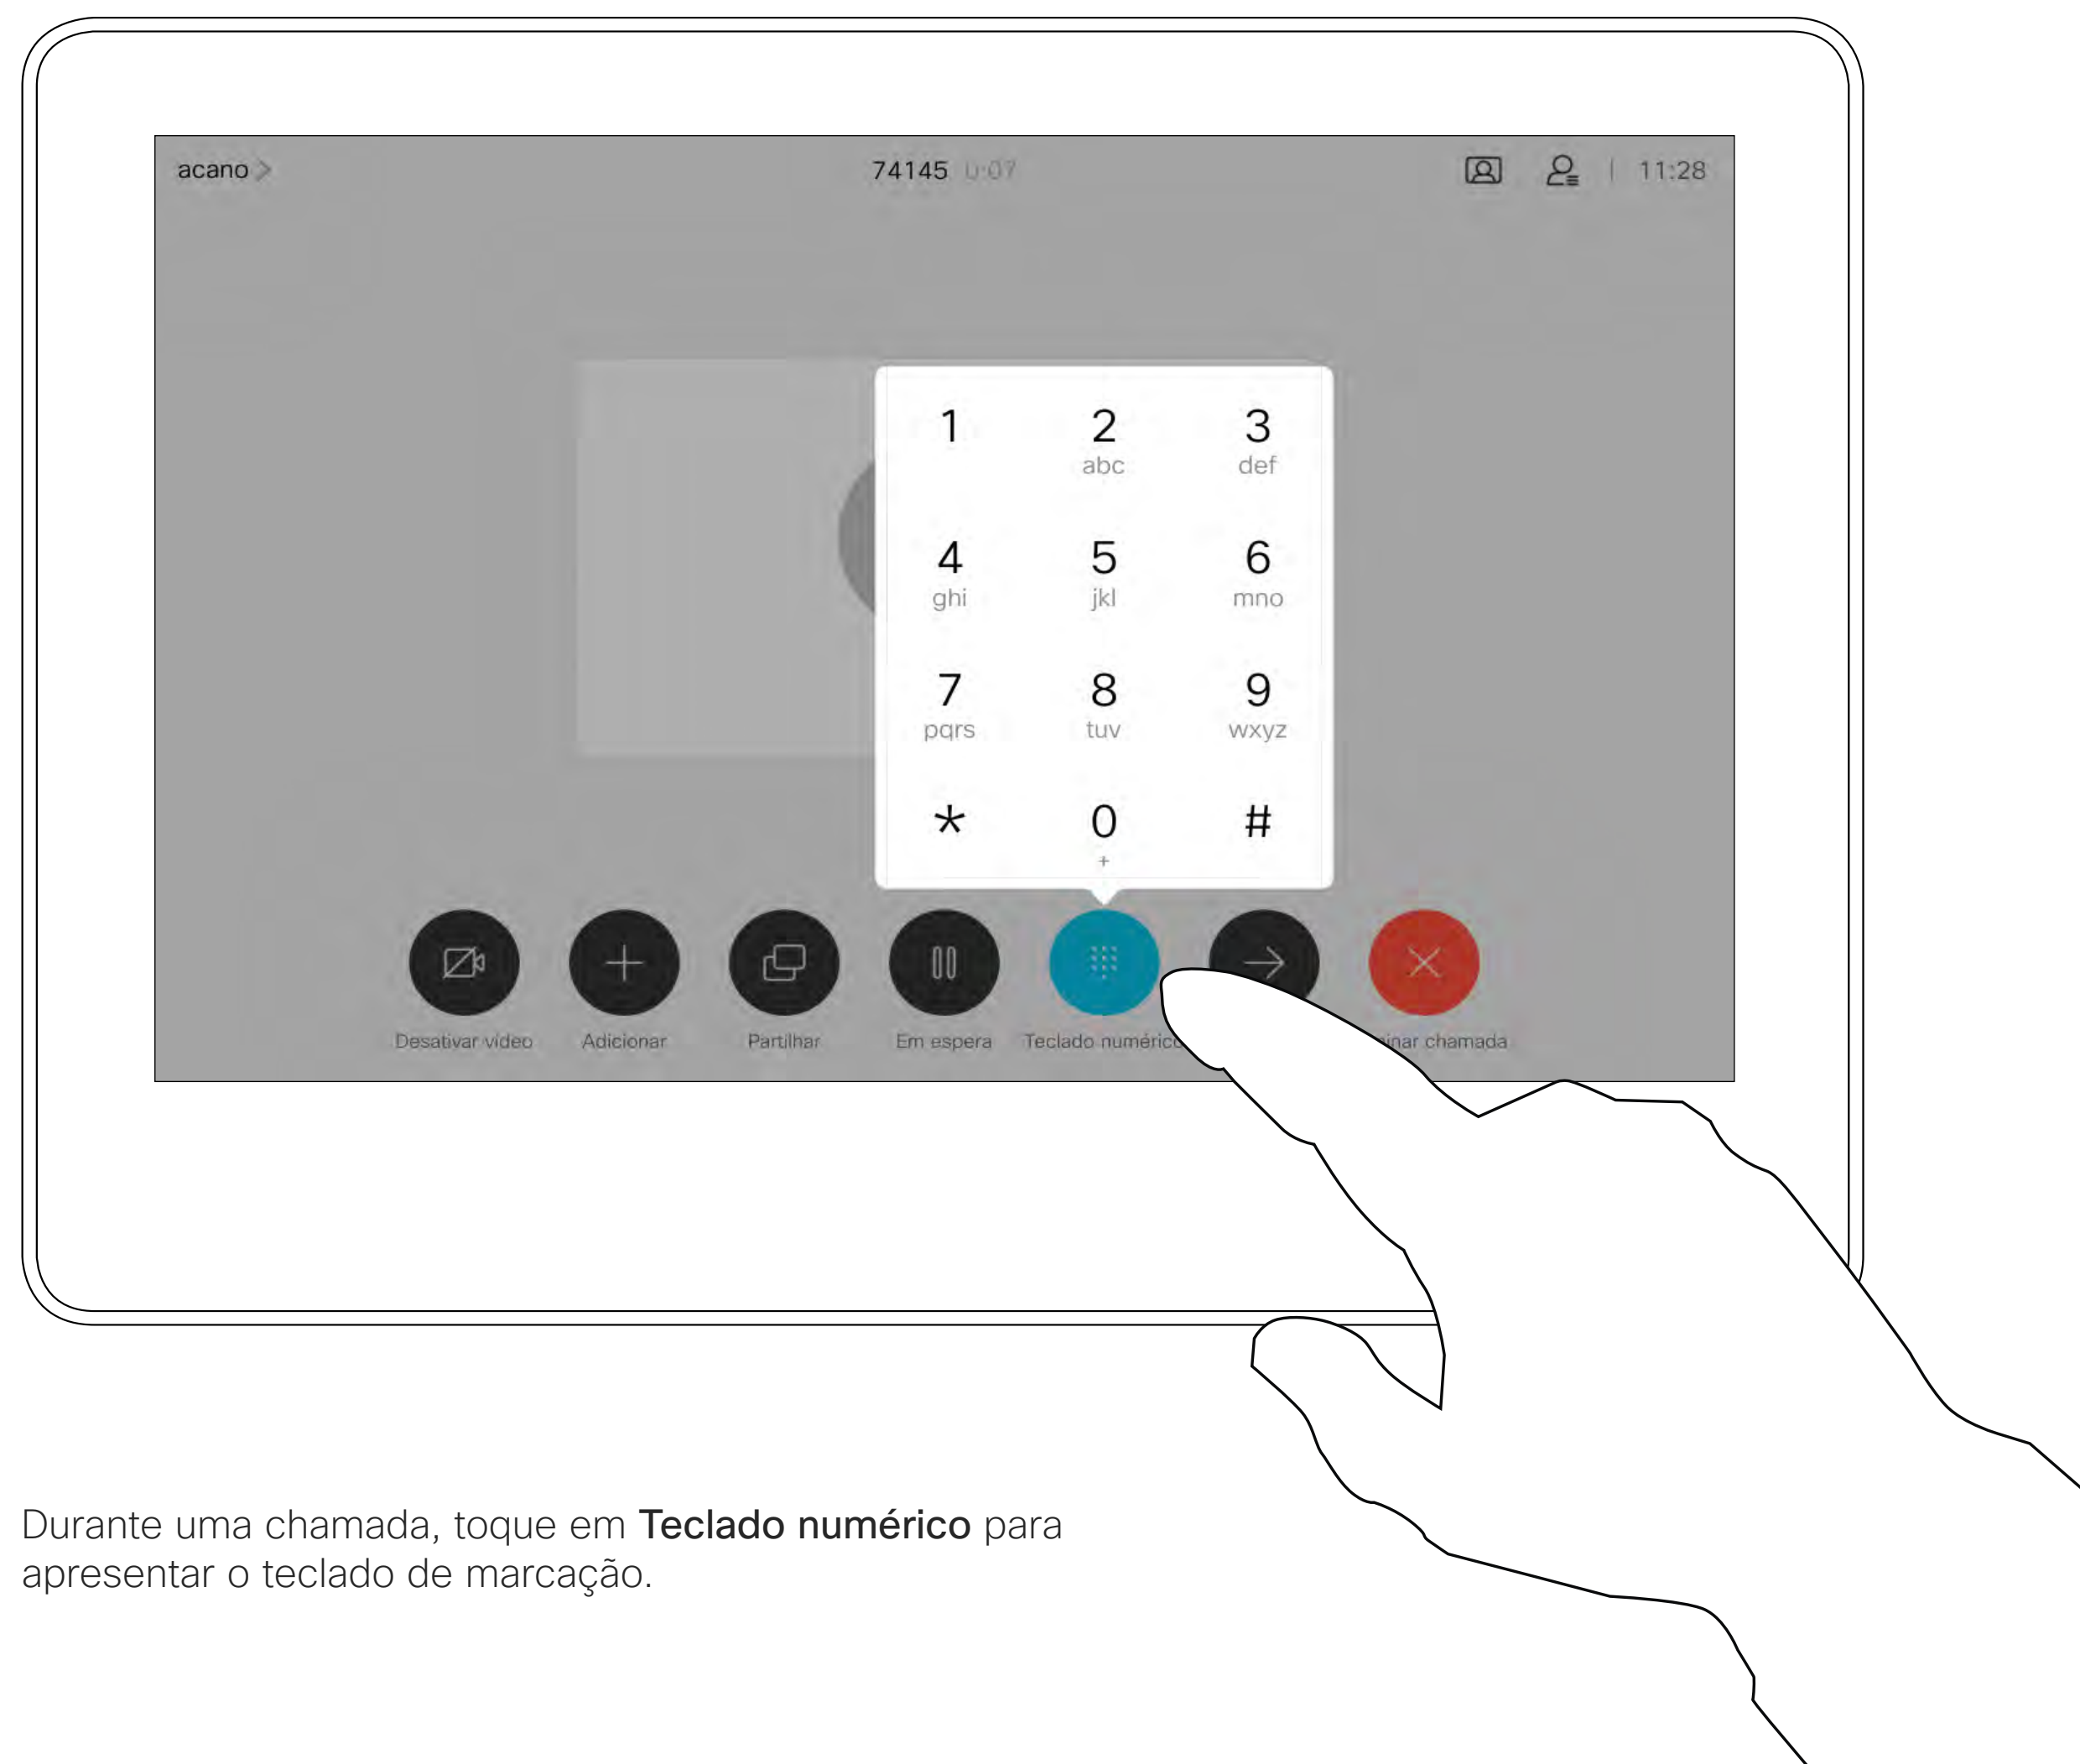 acano
74145 0:07
11:28
1 2 3
abc def
4 5 6
ghi jkl mno
7 8 9
pqrs tuv wxyz
* 0 #
+
Desativar vídeo Adicionar Partilhar Em espera Teclado numérico chamada
Durante uma chamada, toque em Teclado numérico para
apresentar o teclado de marcação.